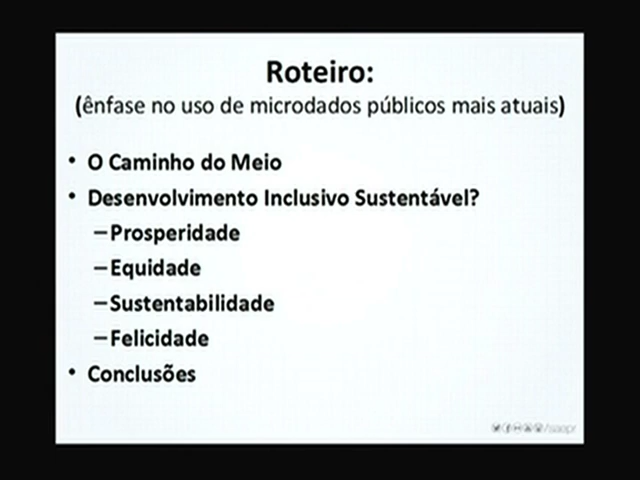 Roteiro:
(ênfase no uso de microdados públicos mais atuais)
• O Caminho do Meio
• Desenvolvimento Inclusivo Sustentável?
–Prosperidade
–Equidade
–Sustentabilidade
–Felicidade
• Conclusões